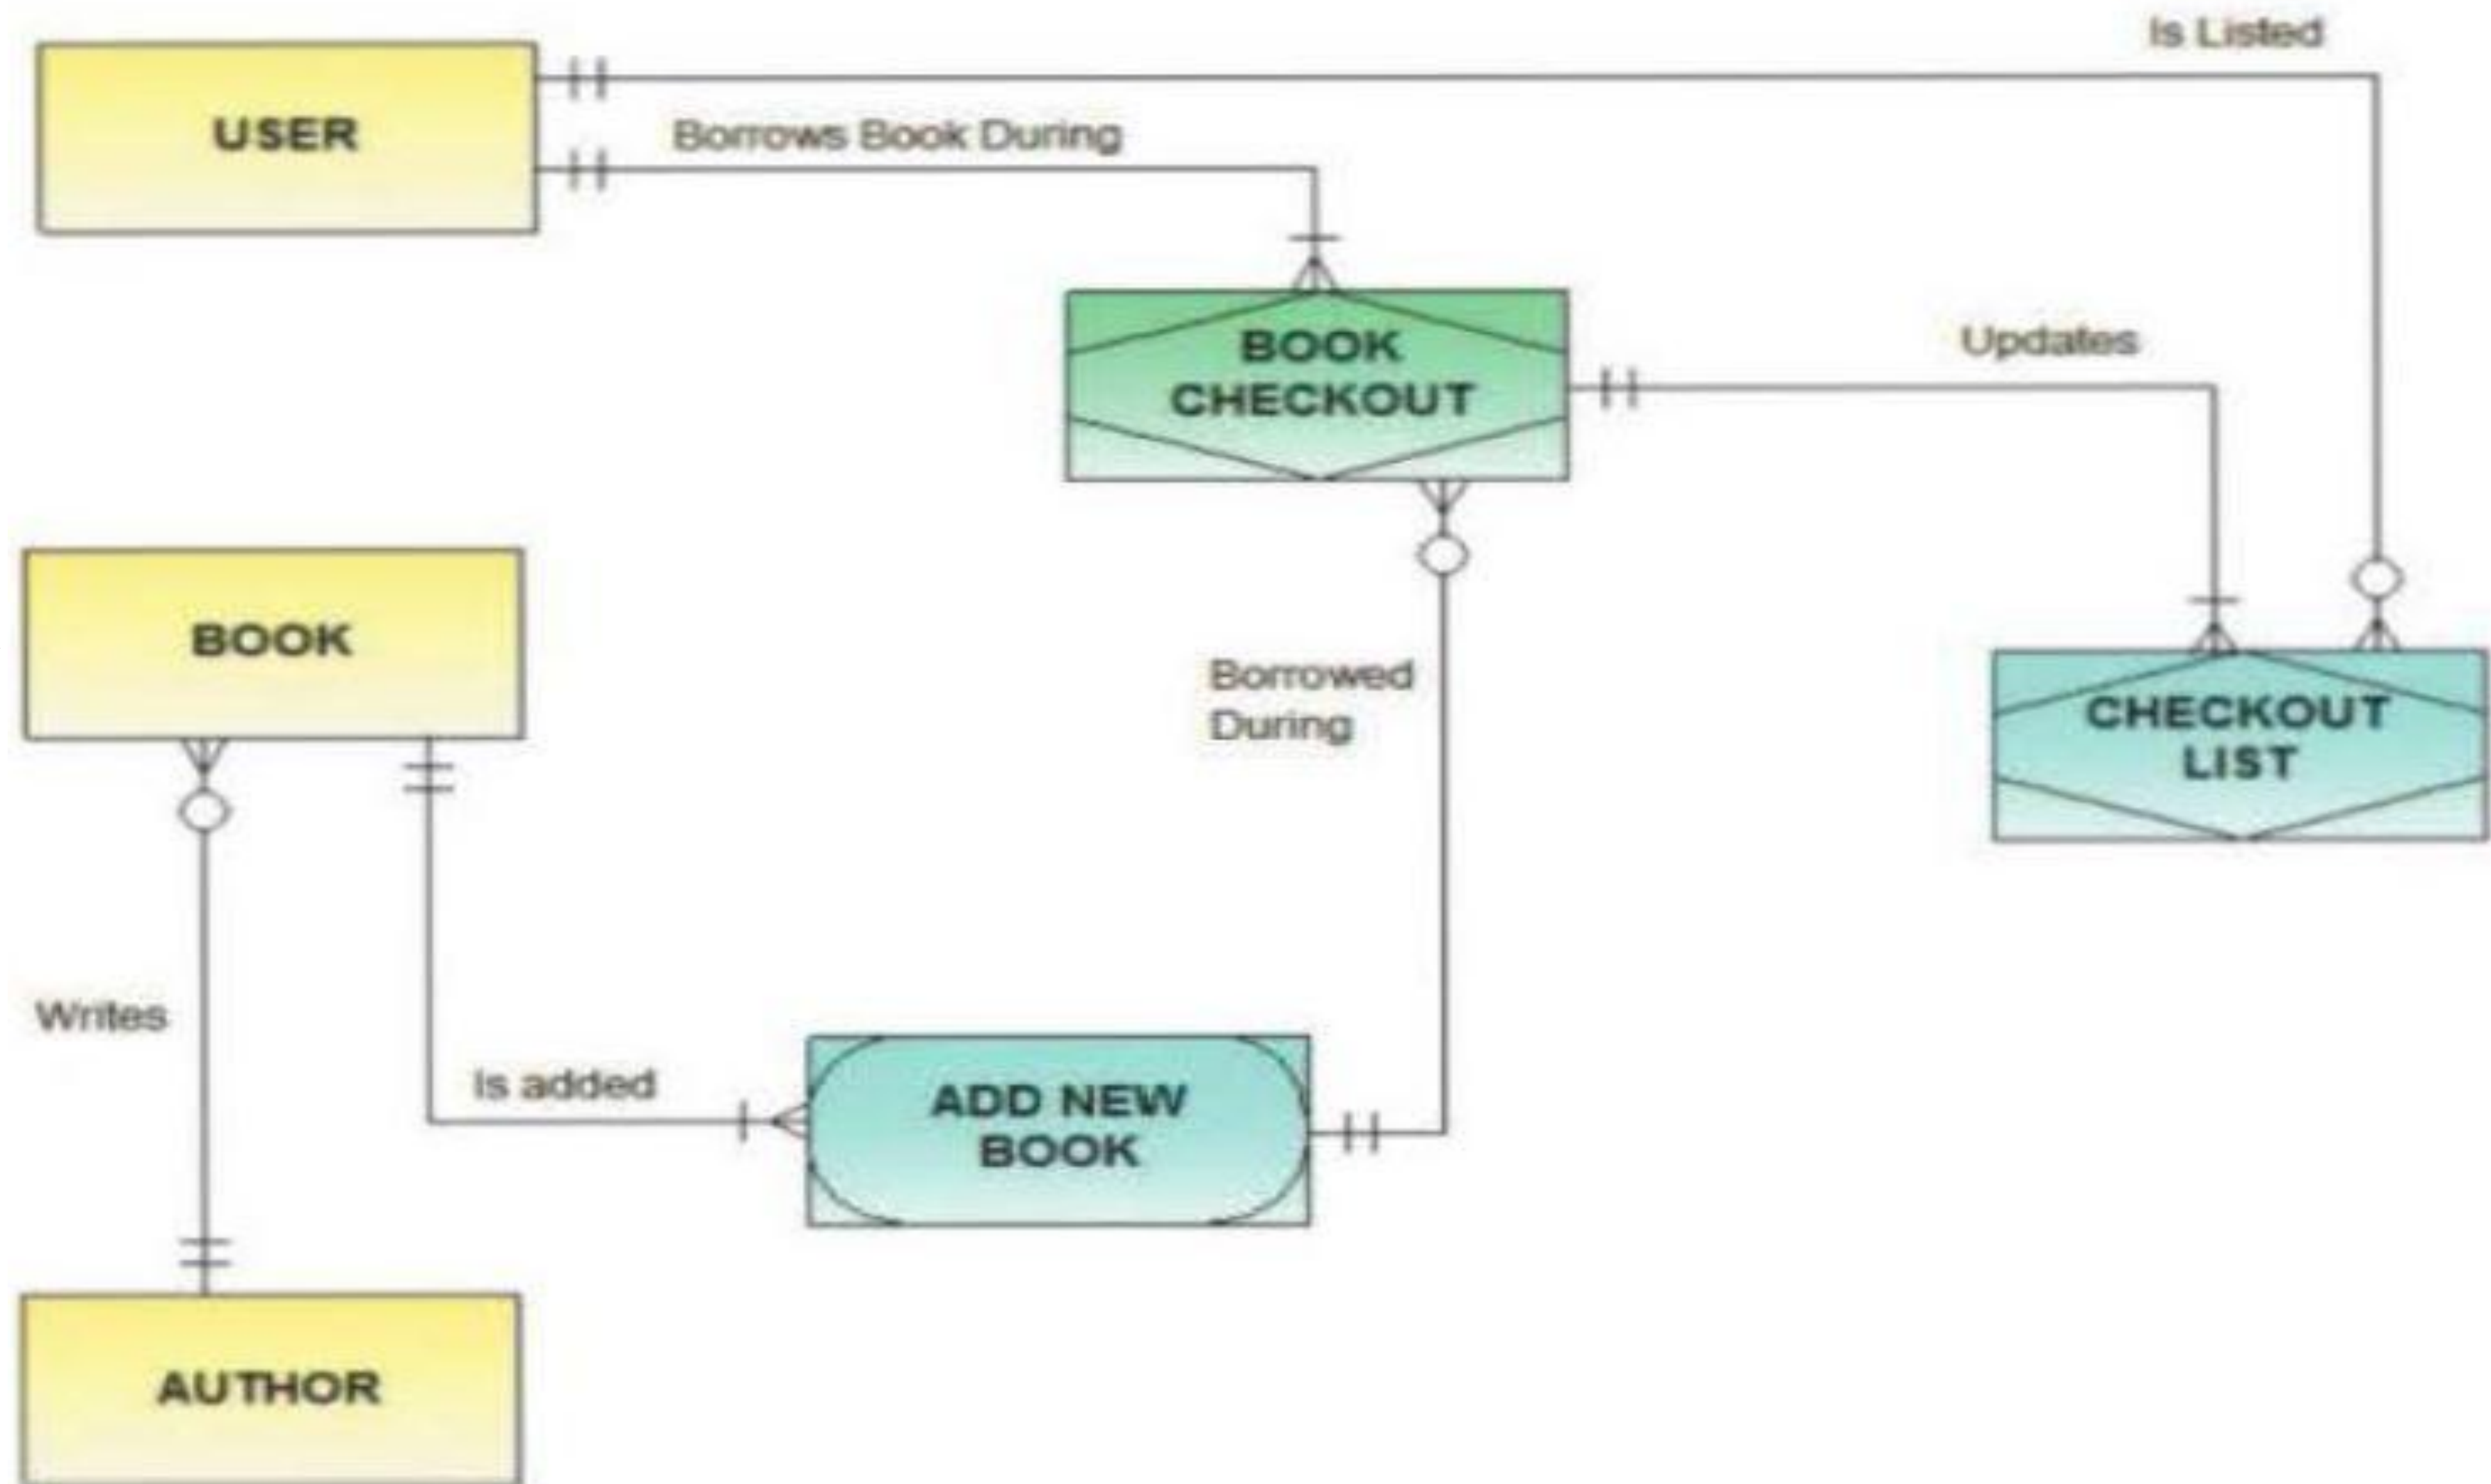 Is Listed
USER
Borrows Book During
BOOK
CHECKOUT
Updates
BOOK
Borrowed
During
CHECKOUT
LIST
Writes
Is added
ADD NEW
BOOK
AUTHOR